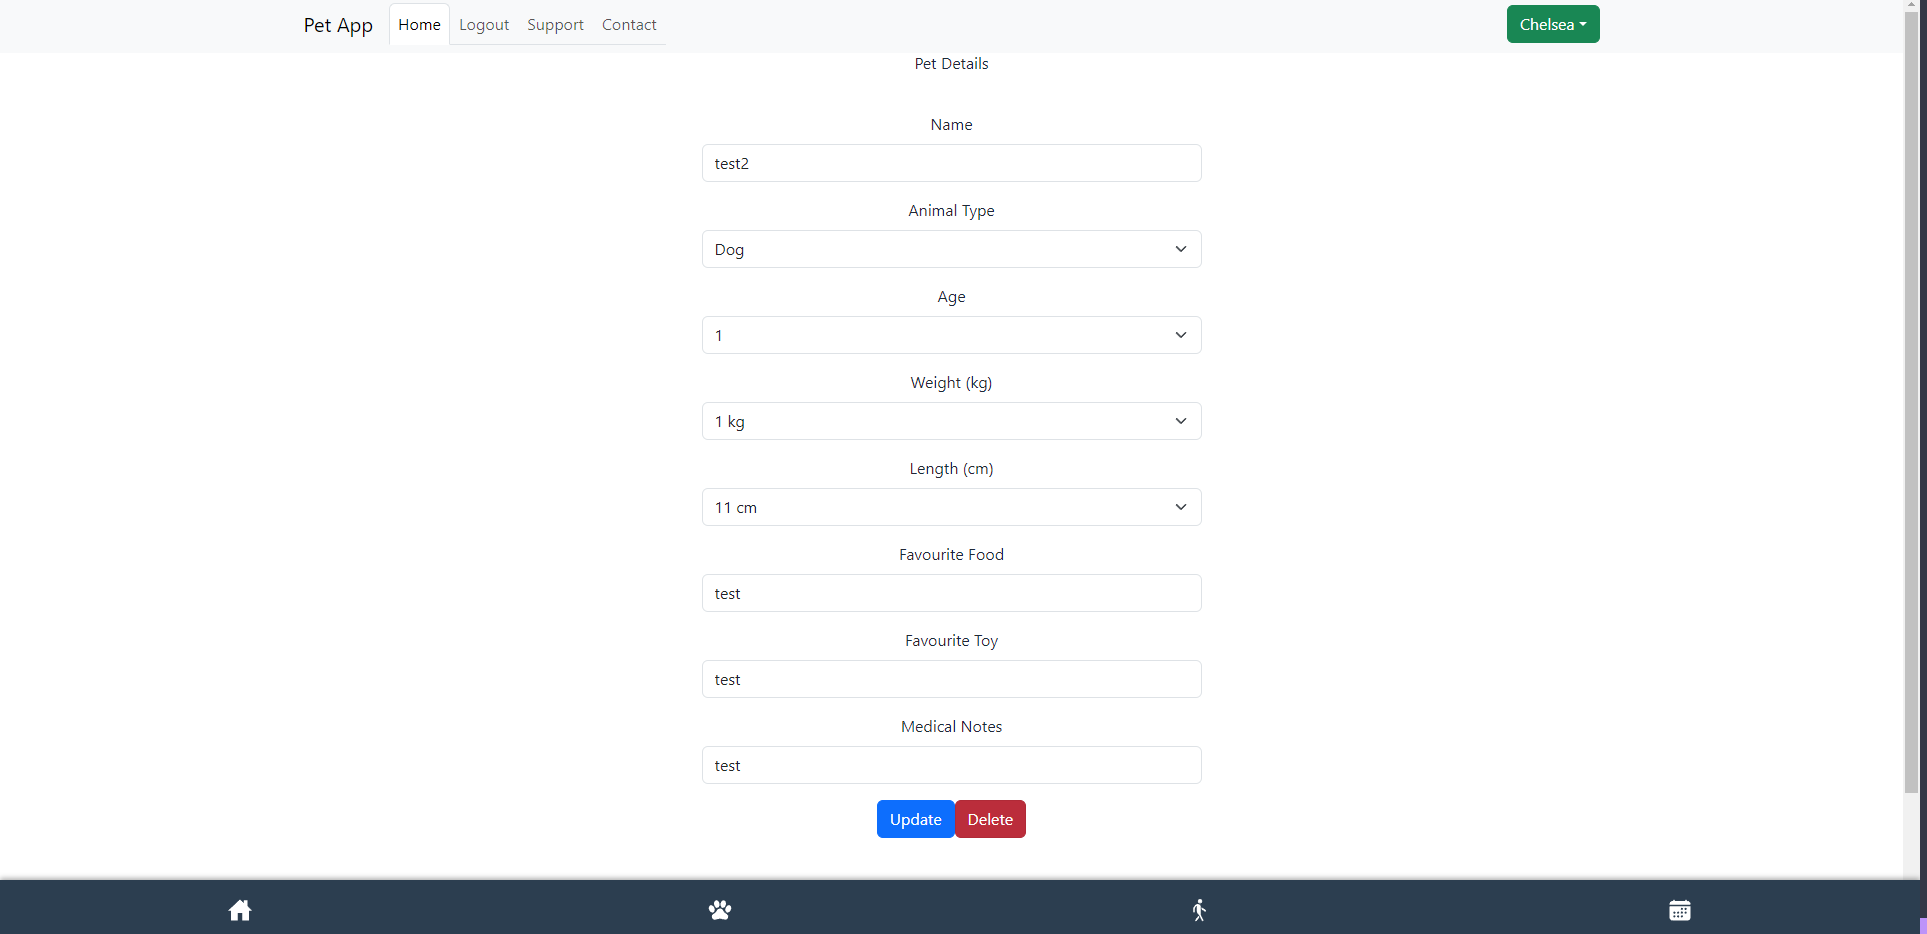 Pet App Home Logout Support Contact Chelsea
Pet Details
Name
test2
Animal Type
Dog
Age
1
Weight (kg)
1 kg
Length (cm)
11 cm
Favourite Food
test
Favourite Toy
test
Medical Notes
test
Update Delete